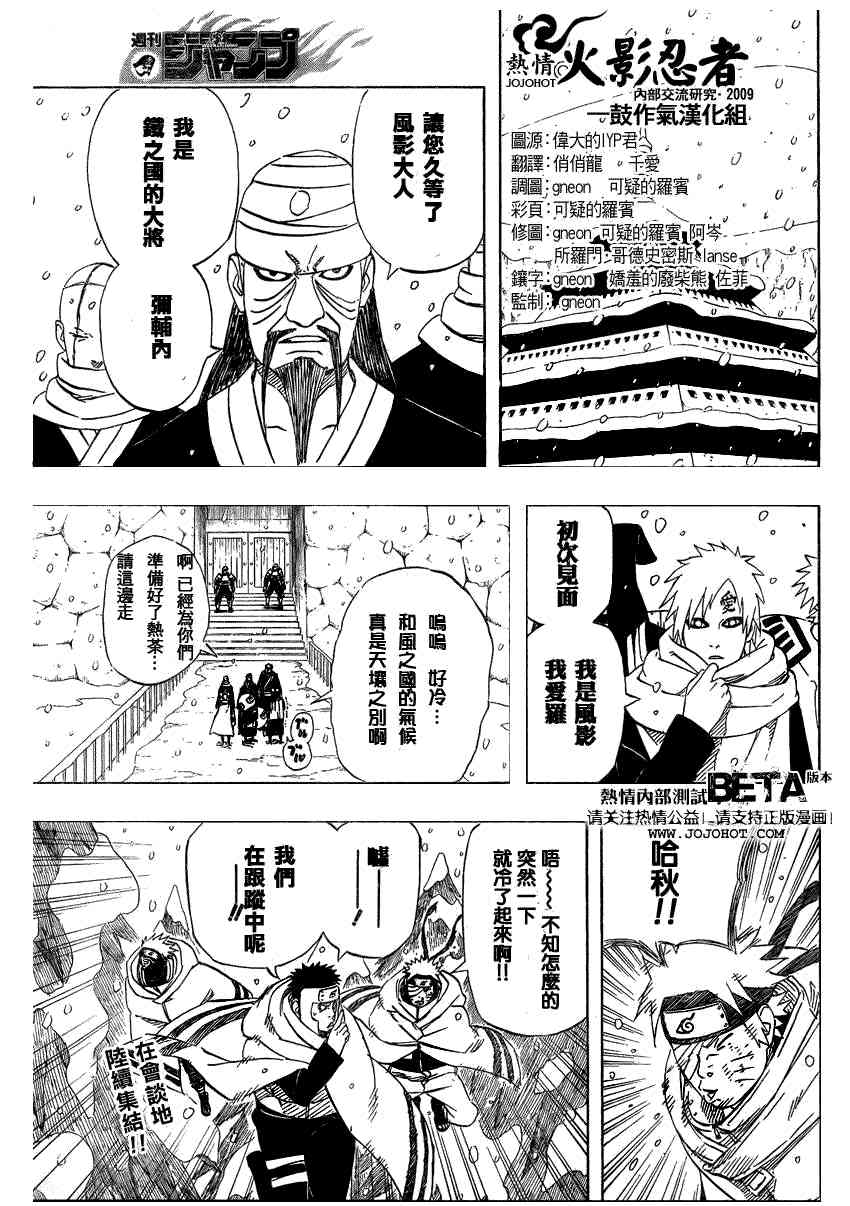 熱情
JOJOHOT
火影忍者
內部交流研究·2009
一鼓作氣漢化組
圖源：偉大的IYP君
翻譯：俏俏龍 千愛
調圖：gneon 可疑的羅賓
彩頁：可疑的羅賓
修圖：gneon 可疑的羅賓 阿岑
所羅門 哥德史密斯 lanse
鑲字：gneon 嬌羞的廢柴熊 佐菲
監制：gneon
週刊
ジャンプ
讓您久等了
風影大人
我是
鐵之國的大將
彌輔內
初次見面
我是風影
我愛羅
嗚嗚 好冷…
和風之國的氣候
真是天壤之別啊
啊 已經為你們
準備好了熱茶…
請這邊走
ブル
ブル
熱情內部測試
BETA
版本
请关注热情公益| 请支持正版漫画|
WWW.JOJOHOT.COM
哈秋!!
唔~~~~不知怎麼的
突然一下
就冷了起來啊!!
噓——
我們
在跟蹤中呢——!!
在會談地
陸續集結!!